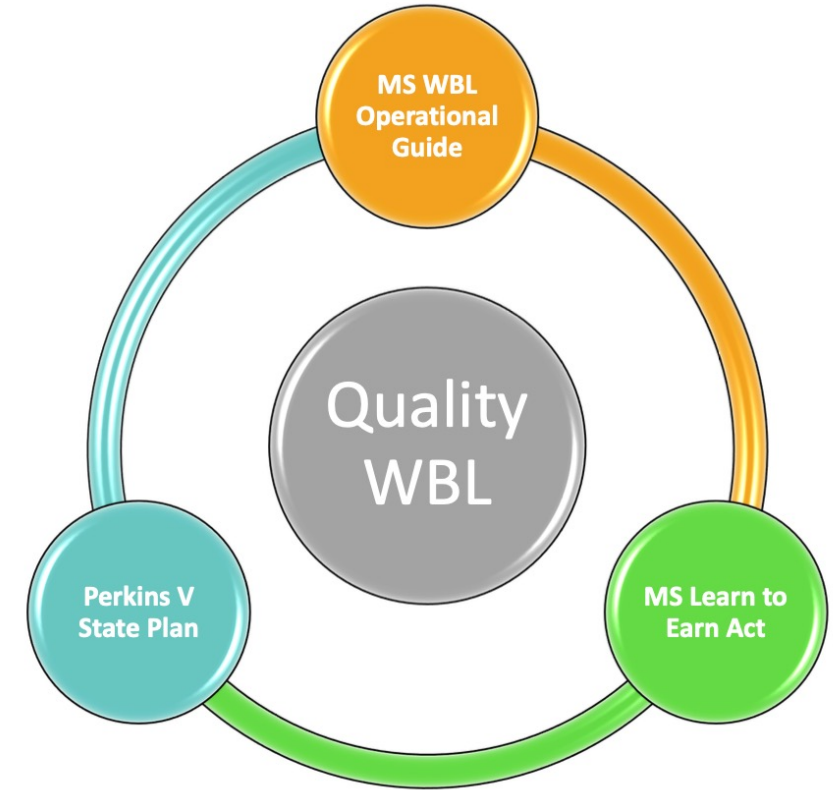 MS WBL
Operational
Guide
Quality
WBL
Perkins V
State Plan
MS Learn to
Earn Act